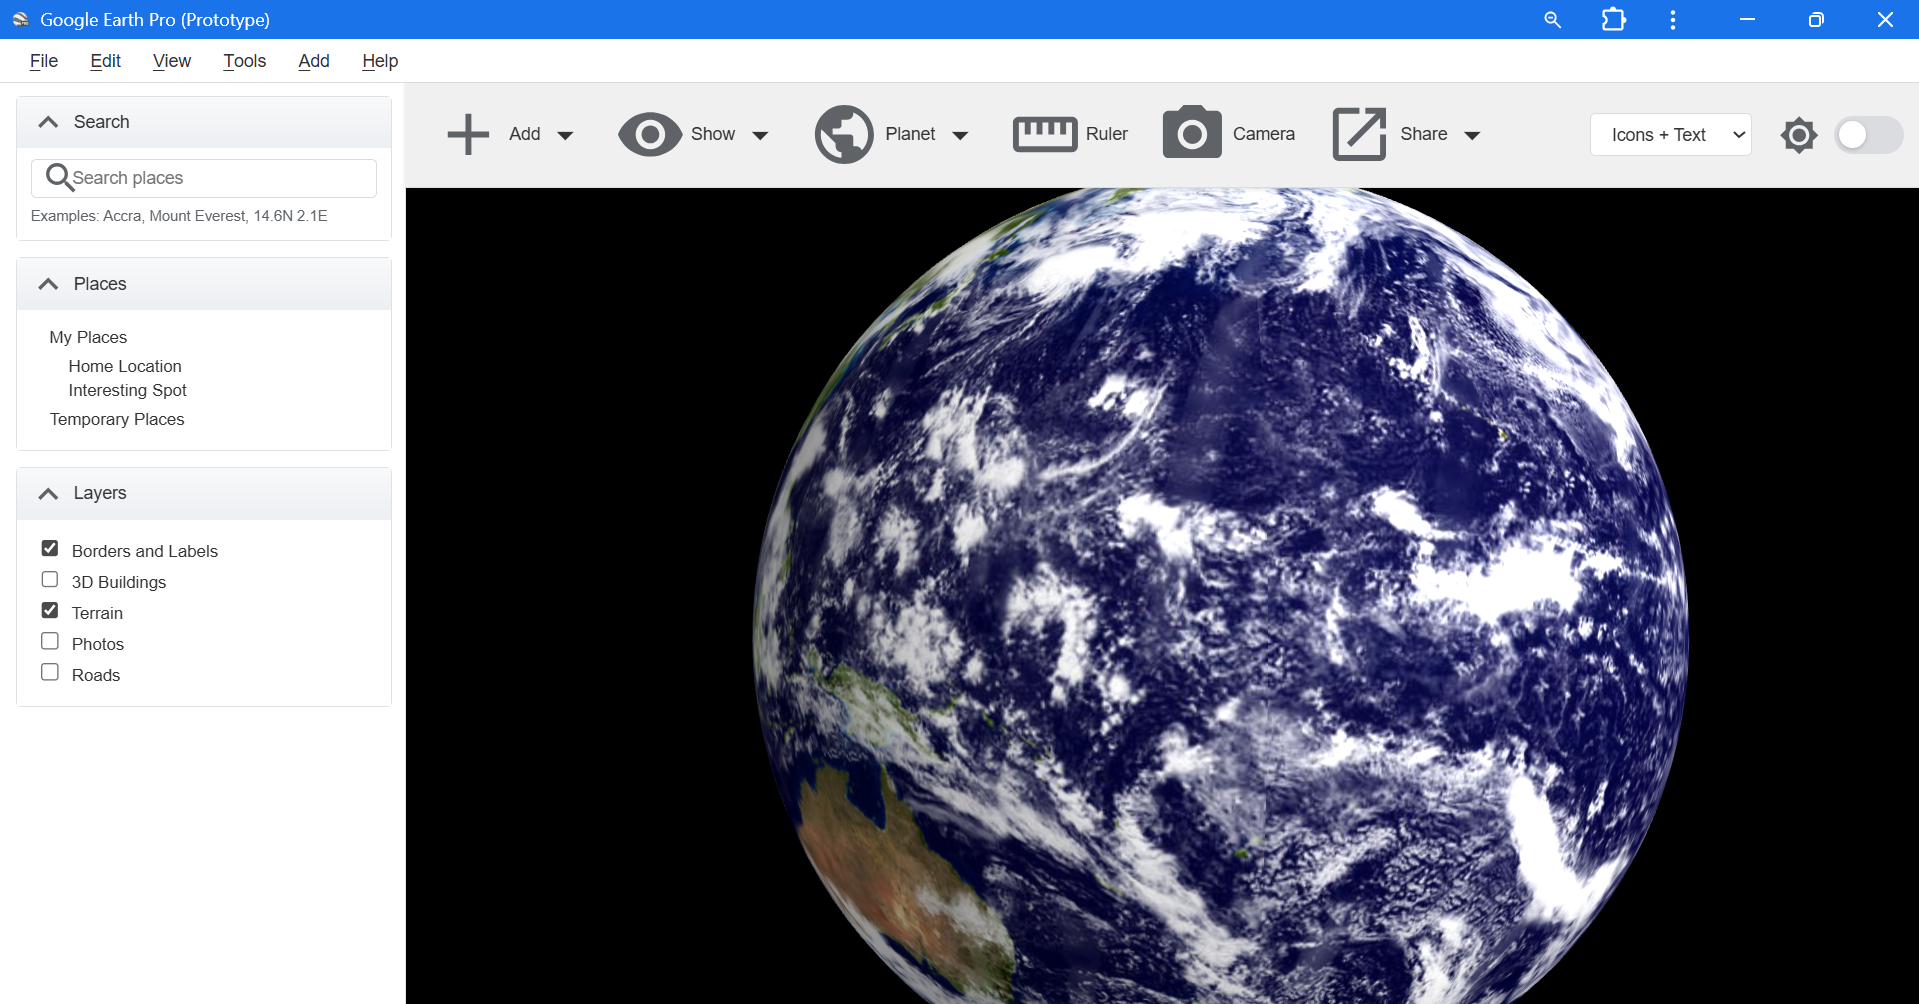 Google Earth Pro (Prototype)
File Edit View Tools Add Help
Search
Search places
Examples: Accra, Mount Everest, 14.6N 2.1E
Places
My Places
Home Location
Interesting Spot
Temporary Places
Layers
Borders and Labels
3D Buildings
Terrain
Photos
Roads
Add Show Planet Ruler Camera Share Icons + Text